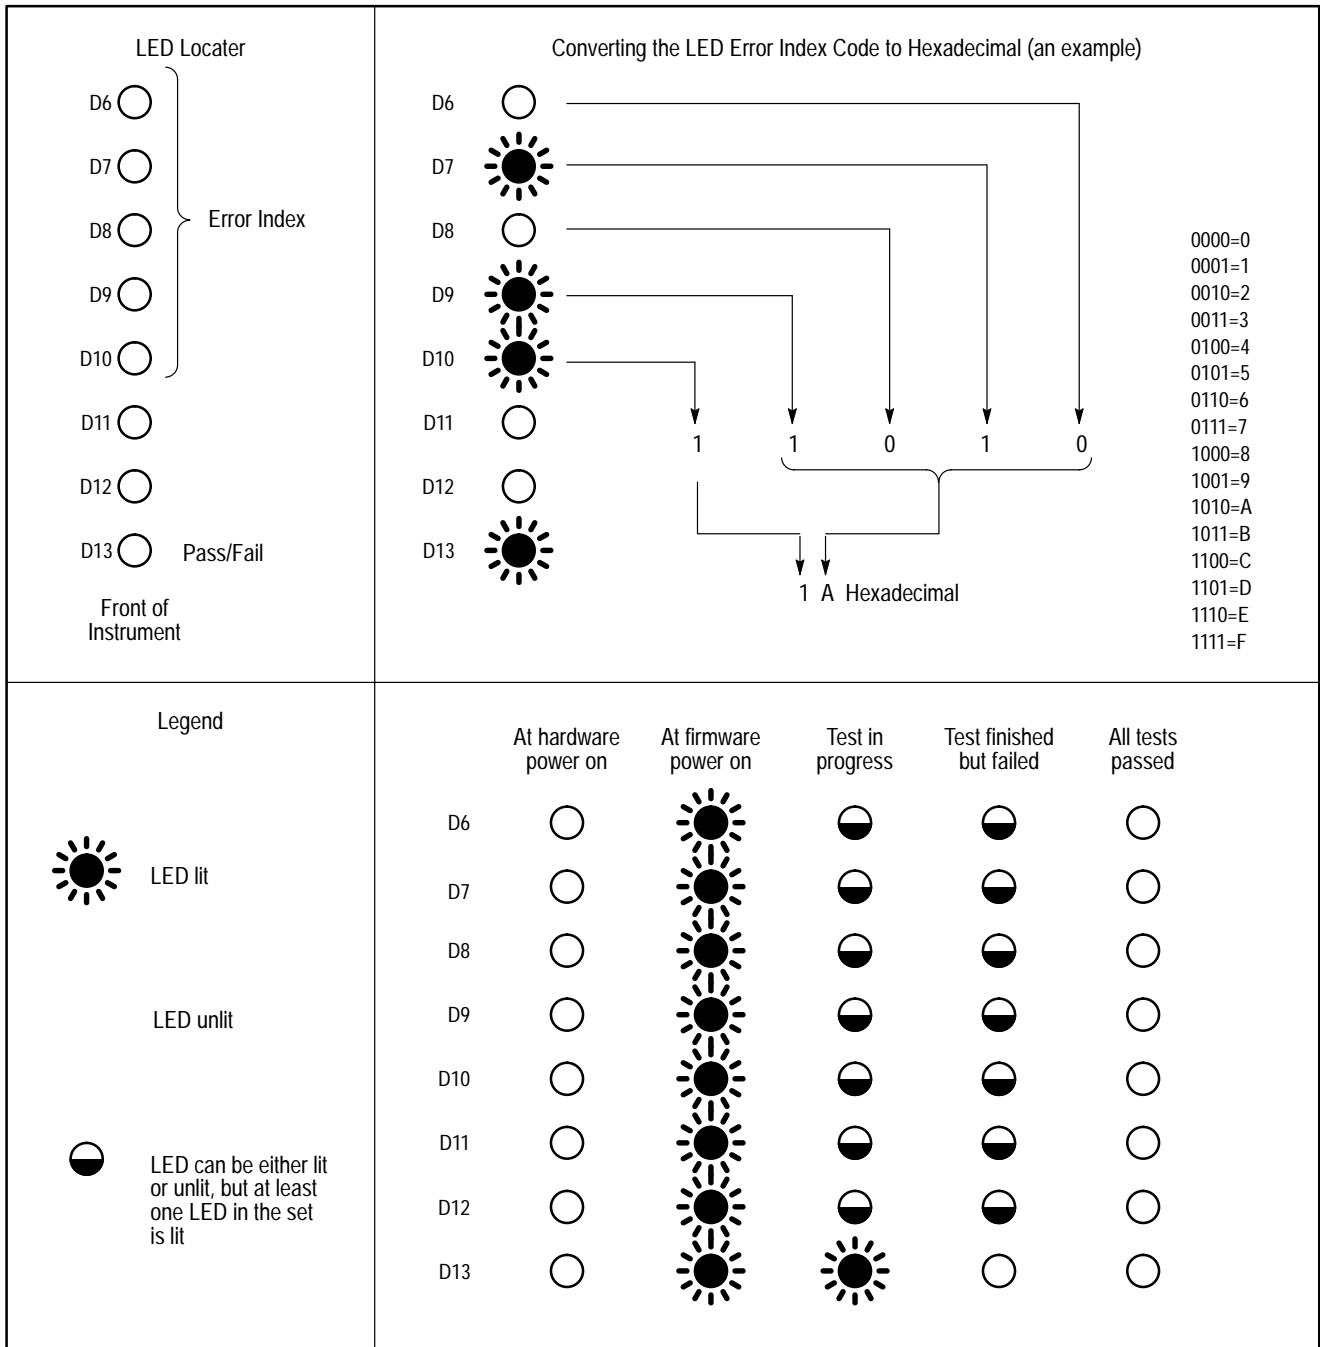 LED Locater
D6
D7
D8
D9
D10
D11
D12
D13
Error Index
Pass/Fail
Front of
Instrument
Converting the LED Error Index Code to Hexadecimal (an example)
D6
D7
D8
D9
D10
D11
D12
D13
1 1 0 1 0
1 A Hexadecimal
0000=0
0001=1
0010=2
0011=3
0100=4
0101=5
0110=6
0111=7
1000=8
1001=9
1010=A
1011=B
1100=C
1101=D
1110=E
1111=F
Legend
LED lit
LED unlit
LED can be either lit
or unlit, but at least
one LED in the set
is lit
At hardware
power on
At firmware
power on
Test in
progress
Test finished
but failed
All tests
passed
D6
D7
D8
D9
D10
D11
D12
D13